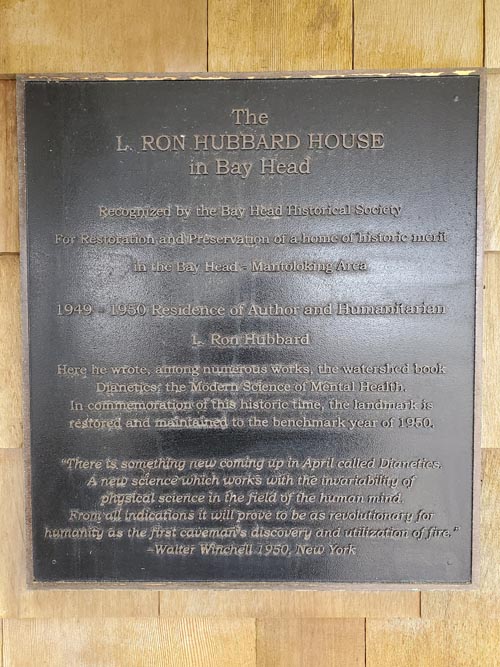 The
L. RON HUBBARD HOUSE
in Bay Head
Recognized by the Bay Head Historical Society
For Restoration and Preservation of a home of historic merit
in the Bay Head - Mantoloking Area
1949 - 1950 Residence of Author and Humanitarian
L. Ron Hubbard
Here he wrote, among numerous works, the watershed book
Dianetics, the Modern Science of Mental Health.
In commemoration of this historic time, the landmark is
restored and maintained to the benchmark year of 1950.
"There is something new coming up in April called Dianetics.
A new science which works with the invariability of
physical science in the field of the human mind.
From all indications it will prove to be as revolutionary for
humanity as the first caveman's discovery and utilization of fire."
-Walter Winchell 1950, New York